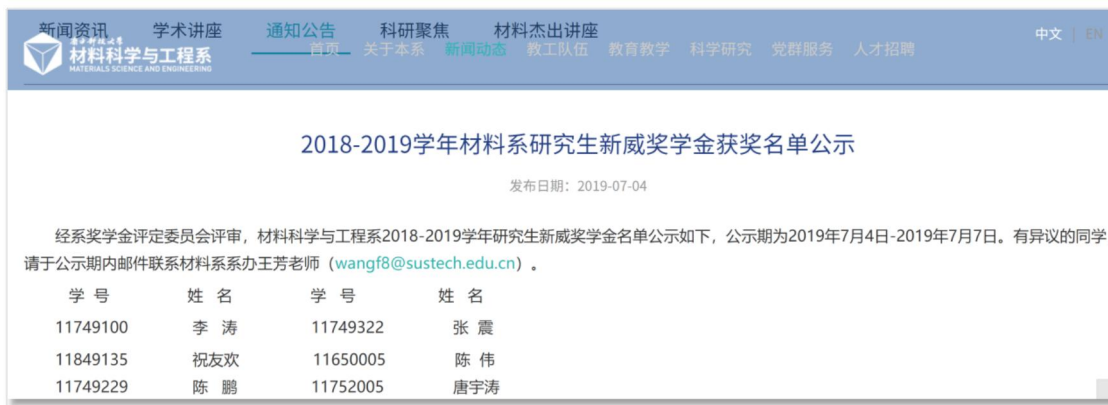 新闻资讯 学术讲座 通知公告 科研聚焦 材料杰出讲座
南方科技大学
材料科学与工程系
MATERIALS SCIENCE AND ENGINEERING
首页 关于本系 新闻动态 教工队伍 教育教学 科学研究 党群服务 人才招聘
中文 | EN
2018-2019学年材料系研究生新威奖学金获奖名单公示
发布日期：2019-07-04
经系奖学金评定委员会评审，材料科学与工程系2018-2019学年研究生新威奖学金名单公示如下，公示期为2019年7月4日-2019年7月7日。有异议的同学
请于公示期内邮件联系材料系系办王芳老师（wangf8@sustech.edu.cn）。
学 号 姓 名 学 号 姓 名
11749100 李 涛 11749322 张 震
11849135 祝友欢 11650005 陈 伟
11749229 陈 鹏 11752005 唐宇涛